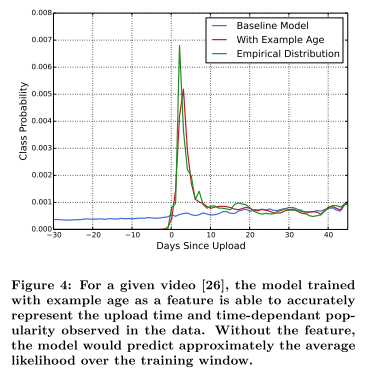 0.008
0.007
0.006
0.005
0.004
0.003
0.002
0.001
0.000
Class Probability
Baseline Model
With Example Age
Empirical Distribution
−30 −20 −10 0 10 20 30 40
Days Since Upload
Figure 4: For a given video [26], the model trained
with example age as a feature is able to accurately
represent the upload time and time-dependant pop-
ularity observed in the data. Without the feature,
the model would predict approximately the average
likelihood over the training window.